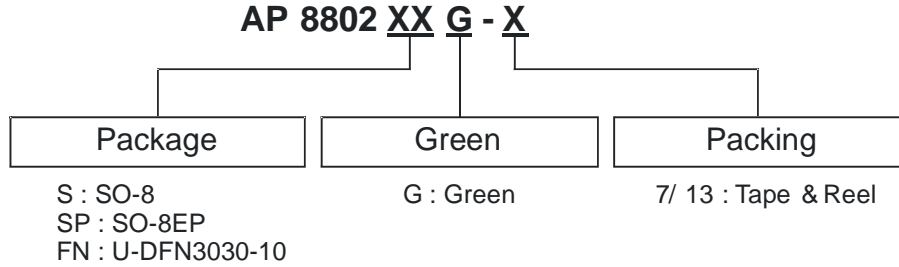 AP 8802 XX G - X
Package
Green
Packing
S : SO-8
G : Green
7/ 13 : Tape & Reel
SP : SO-8EP
FN : U-DFN3030-10